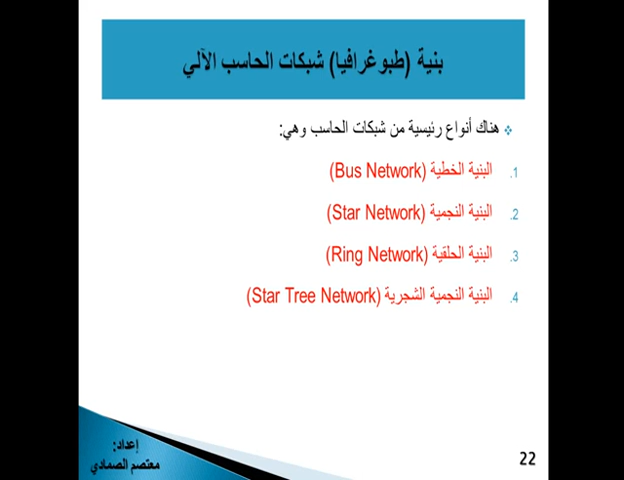 بنية (طبوغرافيا) شبكات الحاسب الآلي
هناك أنواع رئيسية من شبكات الحاسب وهي:
1. البنية الخطية (Bus Network)
2. البنية النجمية (Star Network)
3. البنية الحلقية (Ring Network)
4. البنية النجمية الشجرية (Star Tree Network)
إعداد:
معتصم الصمادي
22